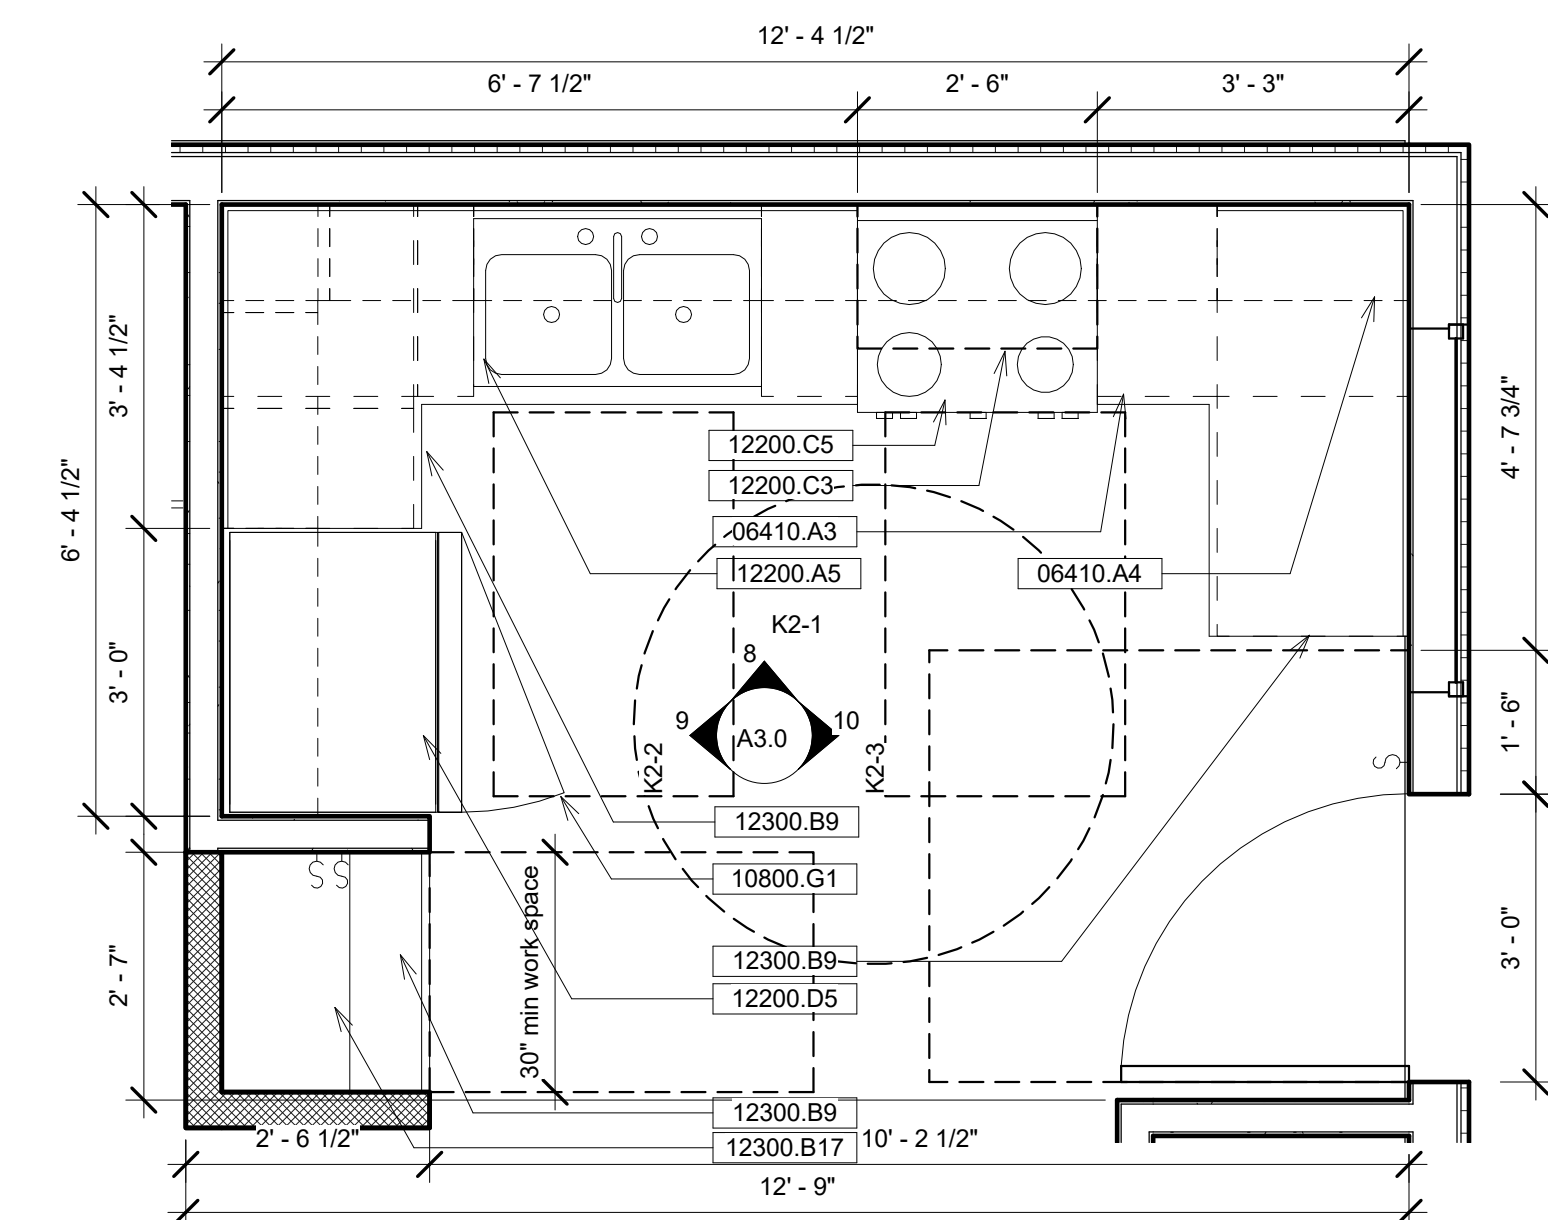 12' - 4 1/2"
6' - 7 1/2"
2' - 6"
3' - 3"
3' - 4 1/2"
6' - 4 1/2"
3' - 0"
2' - 7"
4' - 7 3/4"
1' - 6"
3' - 0"
12200.C5
12200.C3
06410.A3
12200.A5
06410.A4
K2-1
8
9
10
A3.0
K2-2
K2-3
S
12300.B9
10800.G1
S S
30" min work space
12300.B9
12200.D5
12300.B9
12300.B17
2' - 6 1/2"
10' - 2 1/2"
12' - 9"